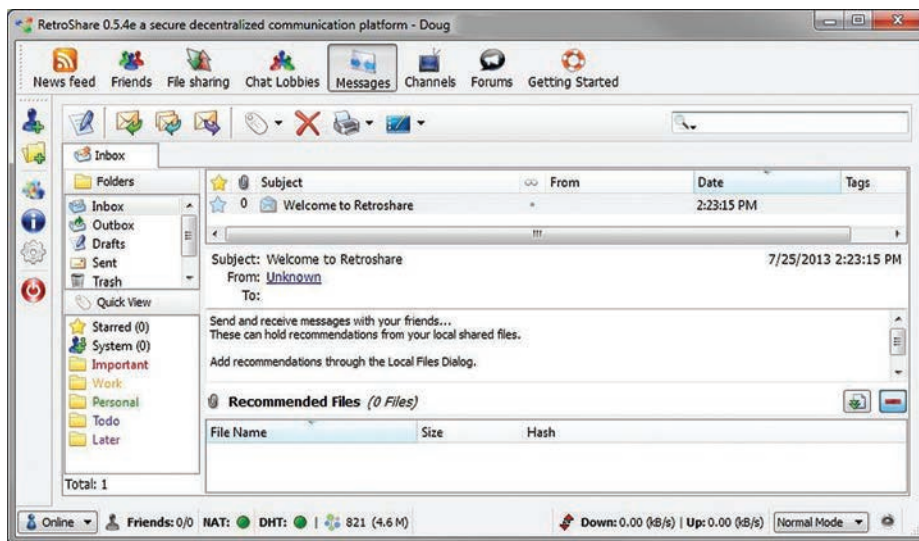 RetroShare 0.5.4e a secure decentralized communication platform - Doug
News feed Friends File sharing Chat Lobbies Messages Channels Forums Getting Started
Inbox
Folders
Inbox
Outbox
Drafts
Sent
Trash
Quick View
Starred (0)
System (0)
Important
Work
Personal
Todo
Later
Total: 1
Subject From Date Tags
0 Welcome to Retroshare 2:23:15 PM
Subject: Welcome to Retroshare 7/25/2013 2:23:15 PM
From: Unknown
To:
Send and receive messages with your friends...
These can hold recommendations from your local shared files.
Add recommendations through the Local Files Dialog.
Recommended Files (0 Files)
File Name Size Hash
Online Friends: 0/0 NAT: DHT: | 821 (4.6 M) Down: 0.00 (kB/s) | Up: 0.00 (kB/s) Normal Mode